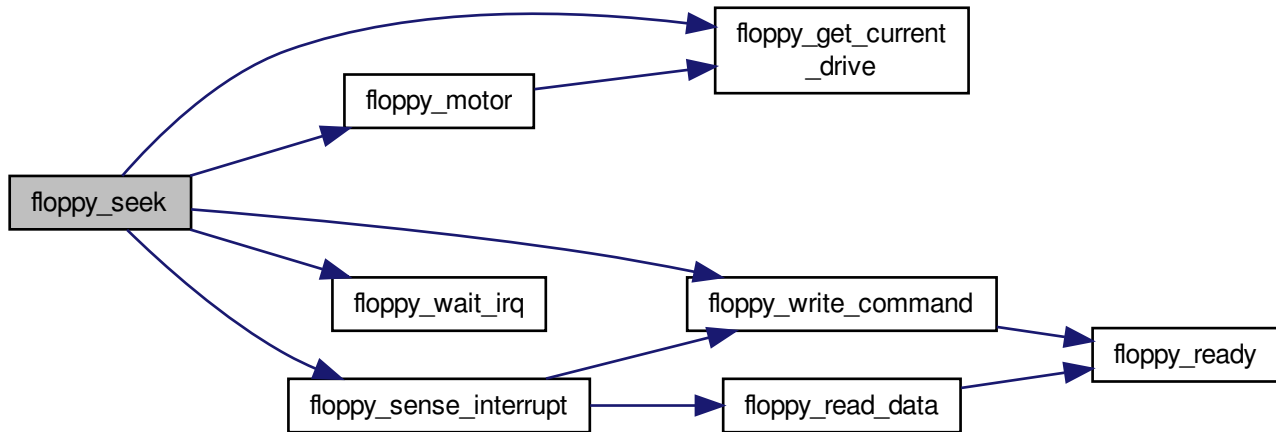 floppy_get_current
_drive
floppy_motor
floppy_seek
floppy_wait_irq
floppy_write_command
floppy_ready
floppy_sense_interrupt
floppy_read_data